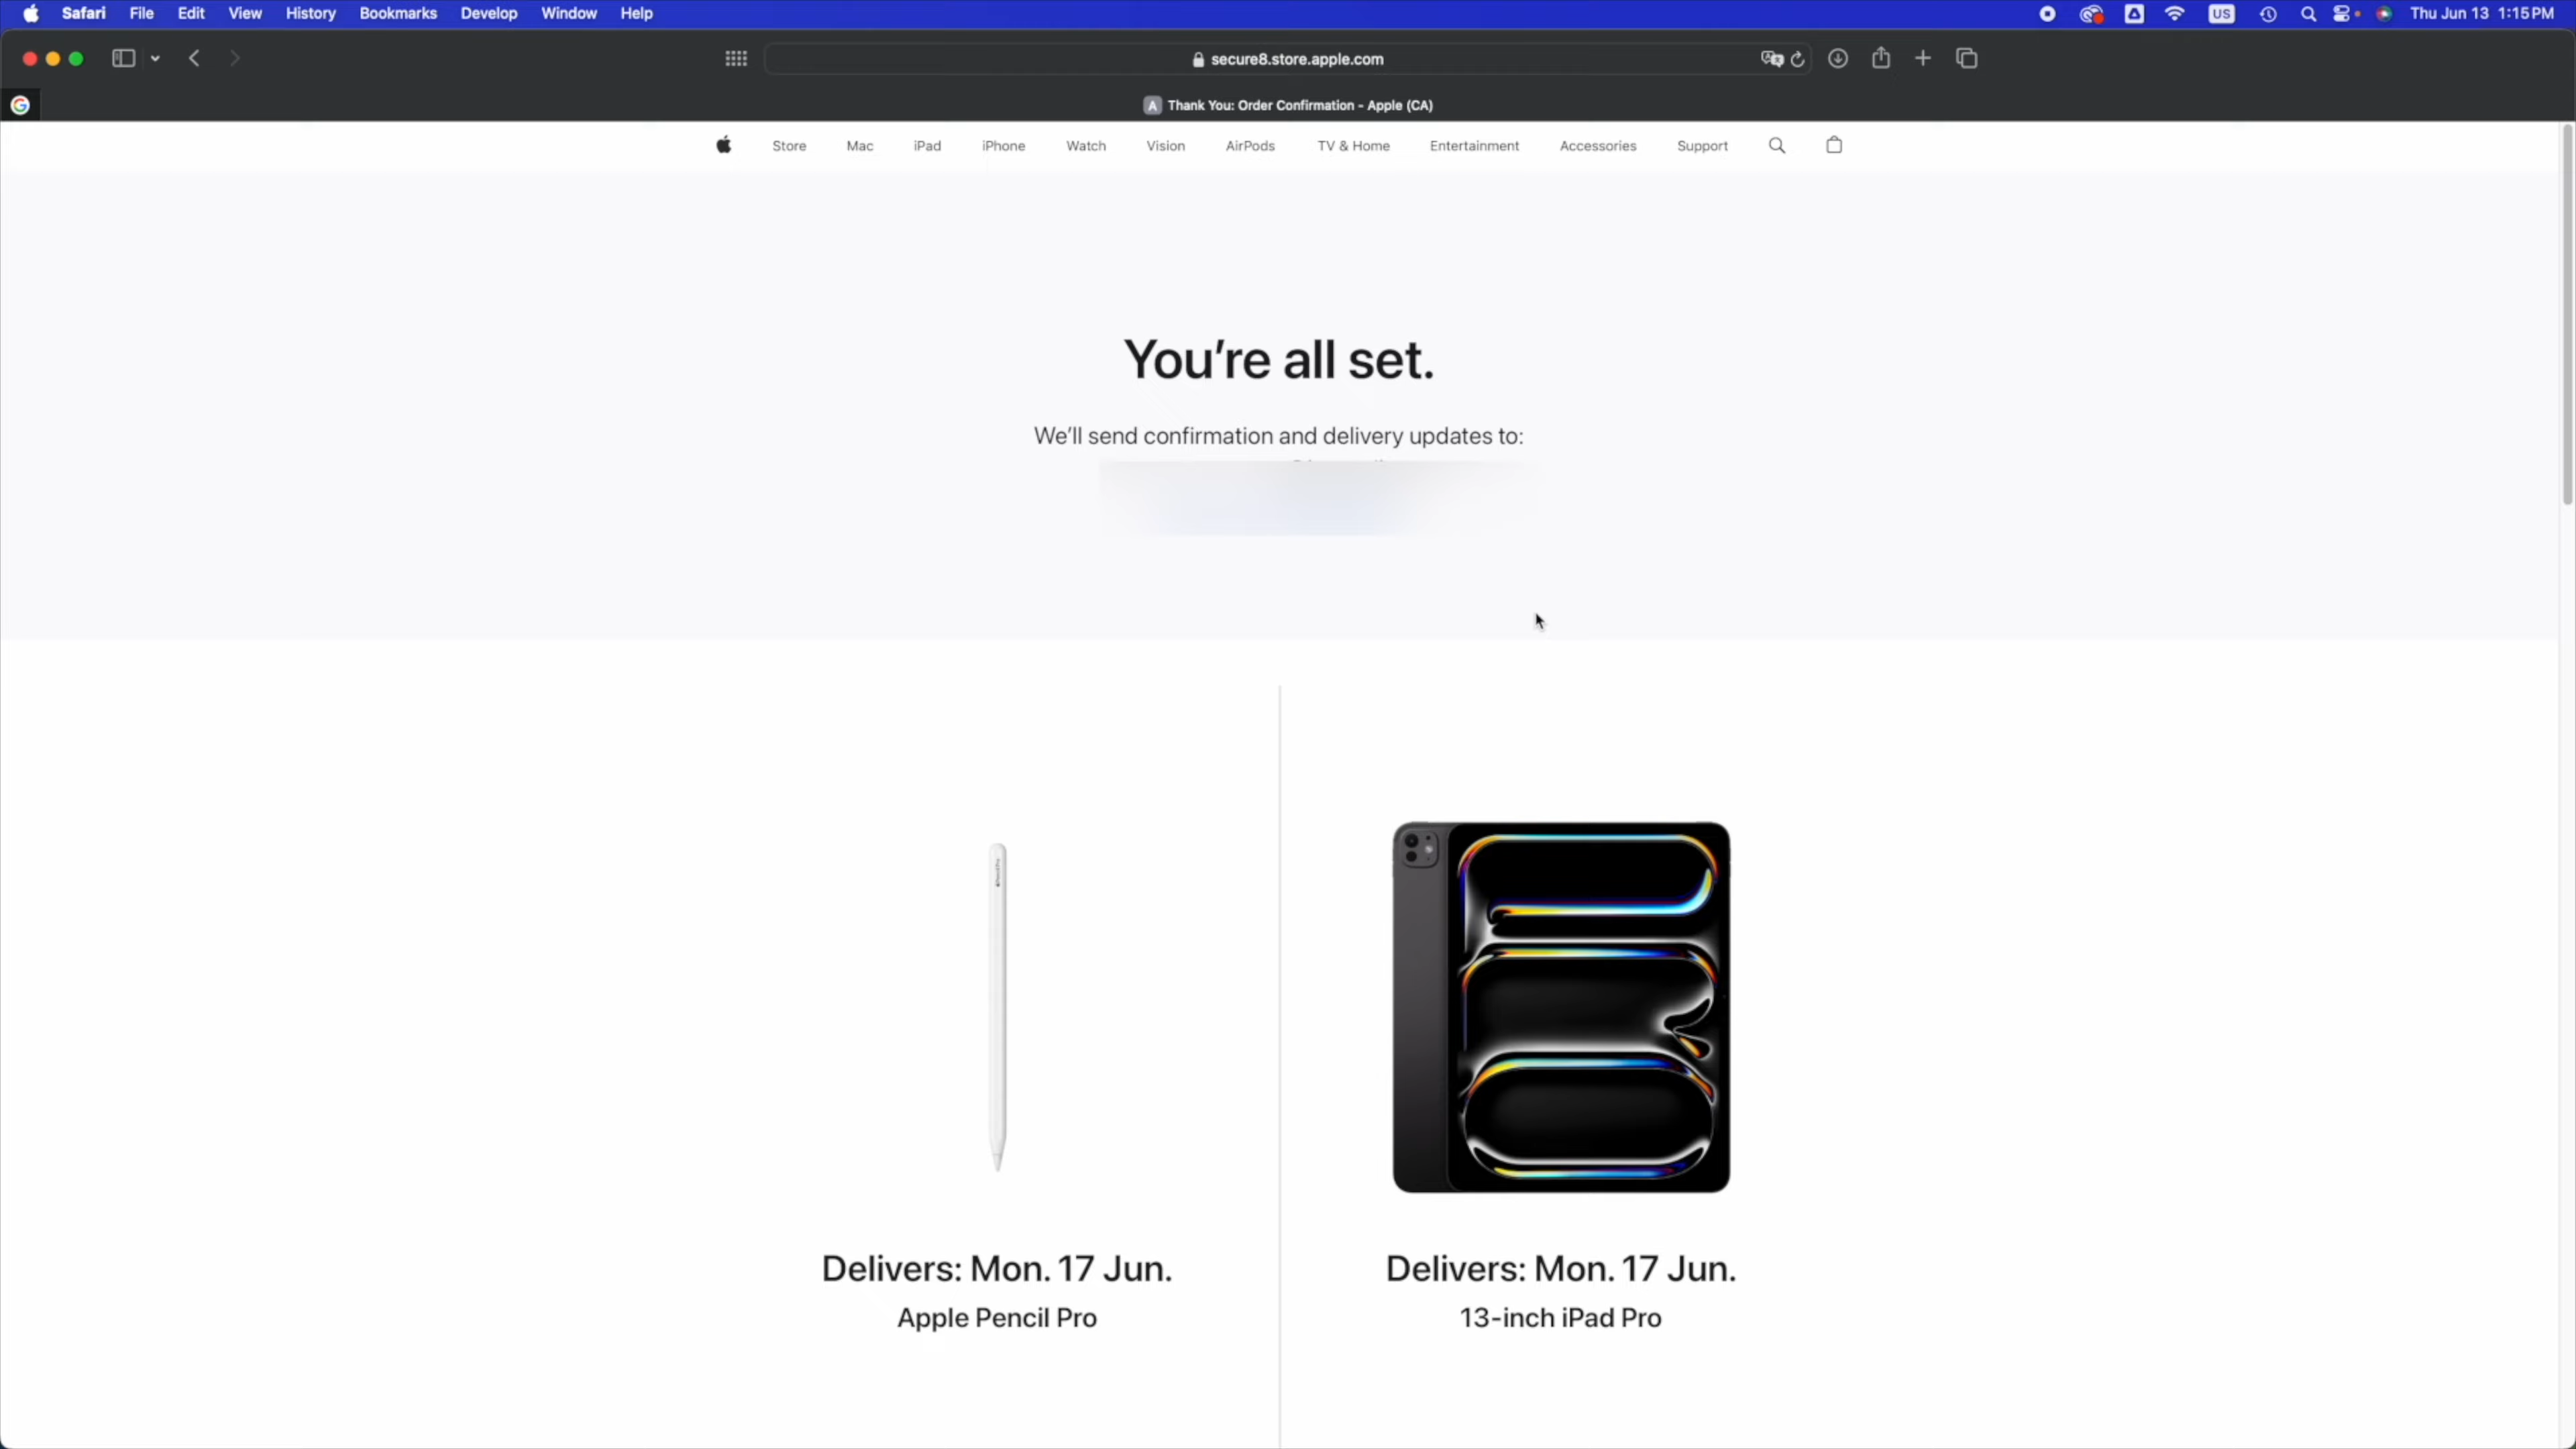 Safari File Edit View History Bookmarks Develop Window Help US Thu Jun 13 1:15 PM
secure8.store.apple.com
Thank You: Order Confirmation - Apple (CA)
Store Mac iPad iPhone Watch Vision AirPods TV & Home Entertainment Accessories Support
You're all set.
We'll send confirmation and delivery updates to:
Delivers: Mon. 17 Jun.
Apple Pencil Pro
Delivers: Mon. 17 Jun.
13-inch iPad Pro